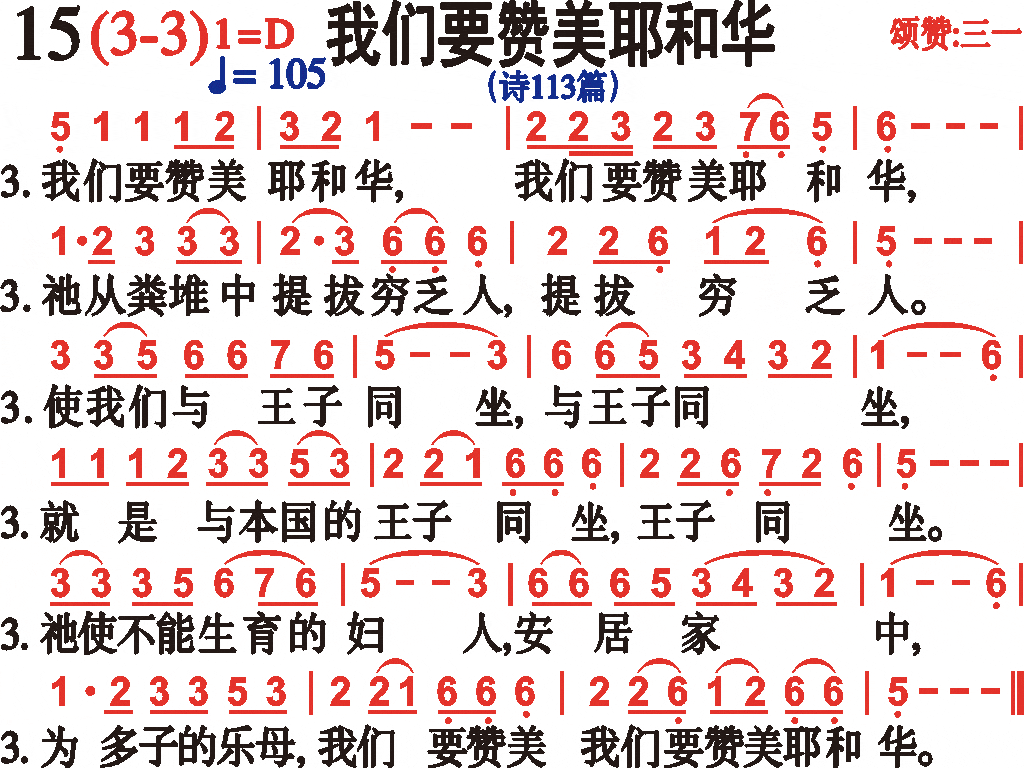 15(3-3)1=D 我们要赞美耶和华 颂赞:三一
♩= 105 (诗113篇)
5 1 1 1 2 | 3 2 1 - - | 2 2 3 2 3 7 6 5 | 6 - - - |
3. 我们要赞美 耶和华, 我们要赞美耶 和 华,
1·2 3 3 3 | 2·3 6 6 6 | 2 2 6 1 2 6 | 5 - - - |
3. 祂从粪堆中提拔穷乏人, 提拔 穷 乏 人。
3 3 5 6 6 7 6 | 5 - - 3 | 6 6 5 3 4 3 2 | 1 - - 6 |
3. 使我们与 王子 同 坐, 与王子同 坐,
1 1 1 2 3 3 5 3 | 2 2 1 6 6 6 | 2 2 6 7 2 6 | 5 - - - |
3. 就 是 与本国的王子 同 坐, 王子 同 坐。
3 3 3 5 6 7 6 | 5 - - 3 | 6 6 6 5 3 4 3 2 | 1 - - 6 |
3. 祂使不能生育的 妇 人,安 居 家 中,
1·2 3 3 5 3 | 2 2 1 6 6 6 | 2 2 6 1 2 6 6 | 5 - - - ‖
3. 为 多子的乐母, 我们 要赞美 我们要赞美耶和 华。